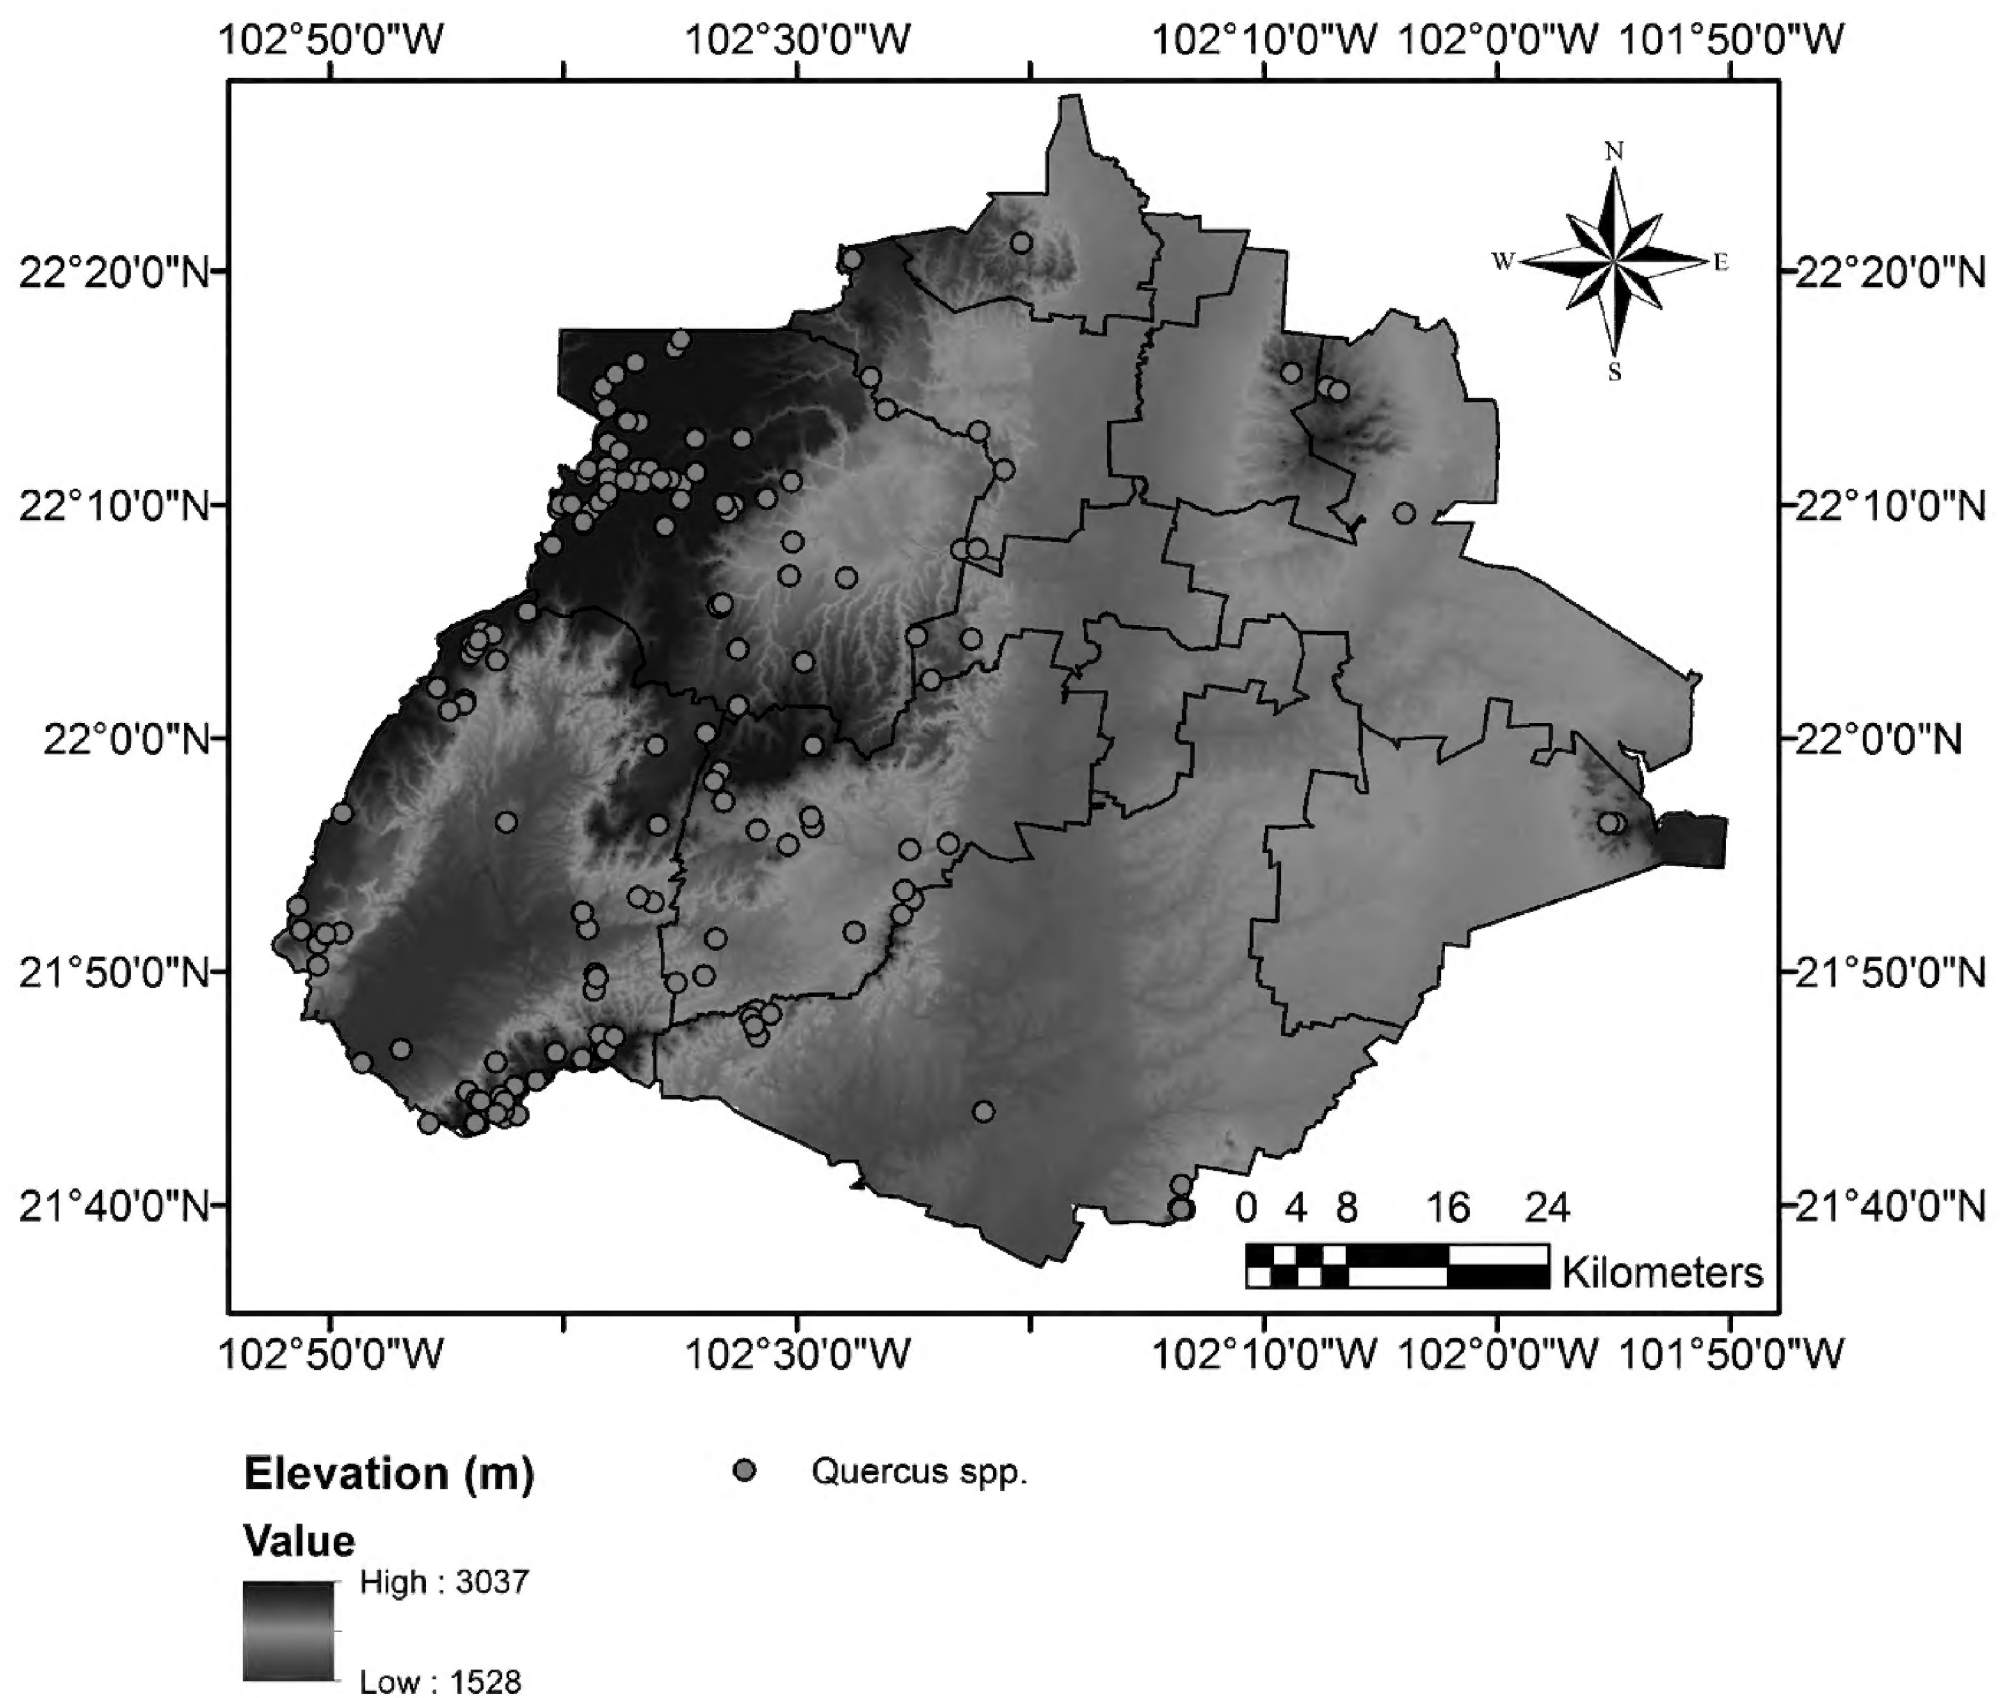 102°50'0"W 102°30'0"W 102°10'0"W 102°0'0"W 101°50'0"W
N
W E
S
22°20'0"N 22°20'0"N
22°10'0"N 22°10'0"N
22°0'0"N 22°0'0"N
21°50'0"N 21°50'0"N
21°40'0"N 21°40'0"N
0 4 8 16 24
Kilometers
102°50'0"W 102°30'0"W 102°10'0"W 102°0'0"W 101°50'0"W
Elevation (m) Quercus spp.
Value
High : 3037
Low : 1528